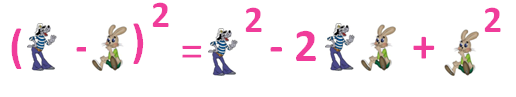 ( - )² = ² - 2 + ²